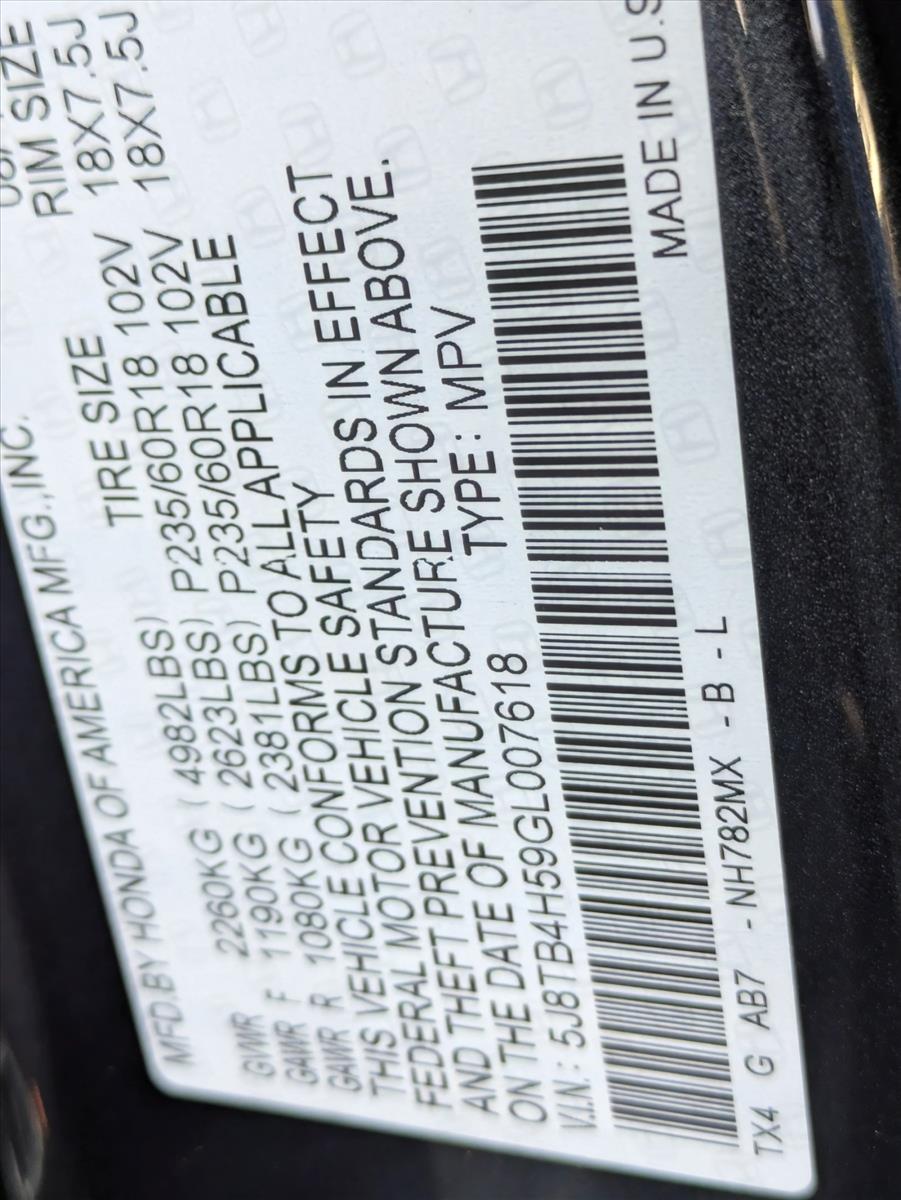 MFD.BY HONDA OF AMERICA MFG.,INC.
TIRE SIZE RIM SIZE
GVWR 2260KG ( 4982LBS)
GAWR F 1190KG ( 2623LBS) P235/60R18 102V 18X7.5J
GAWR R 1080KG ( 2381LBS) P235/60R18 102V 18X7.5J
THIS VEHICLE CONFORMS TO ALL APPLICABLE
FEDERAL MOTOR VEHICLE SAFETY
AND THEFT PREVENTION STANDARDS IN EFFECT
ON THE DATE OF MANUFACTURE SHOWN ABOVE.
V.I.N.: 5J8TB4H59GL007618 TYPE: MPV
TX4 G AB7 - NH782MX - B - L MADE IN U.S